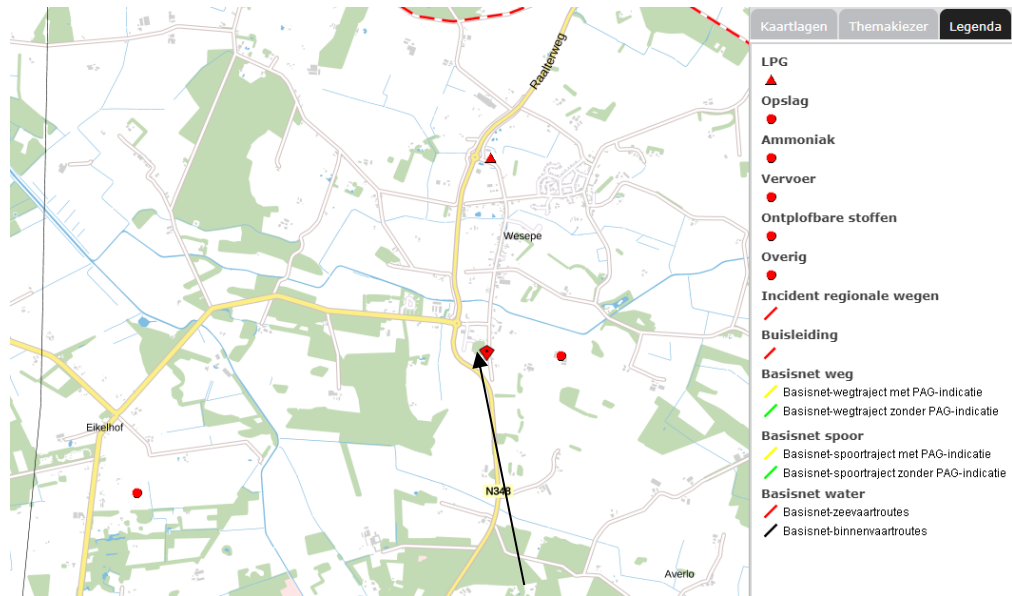 Raalterweg
Wesepe
Eikelhof
N348
Averlo
Kaartlagen
Themakiezer
Legenda
LPG
Opslag
Ammoniak
Vervoer
Ontplofbare stoffen
Overig
Incident regionale wegen
Buisleiding
Basisnet weg
Basisnet-wegtraject met PAG-indicatie
Basisnet-wegtraject zonder PAG-indicatie
Basisnet spoor
Basisnet-spoortraject met PAG-indicatie
Basisnet-spoortraject zonder PAG-indicatie
Basisnet water
Basisnet-zeevaartroutes
Basisnet-binnenvaartroutes